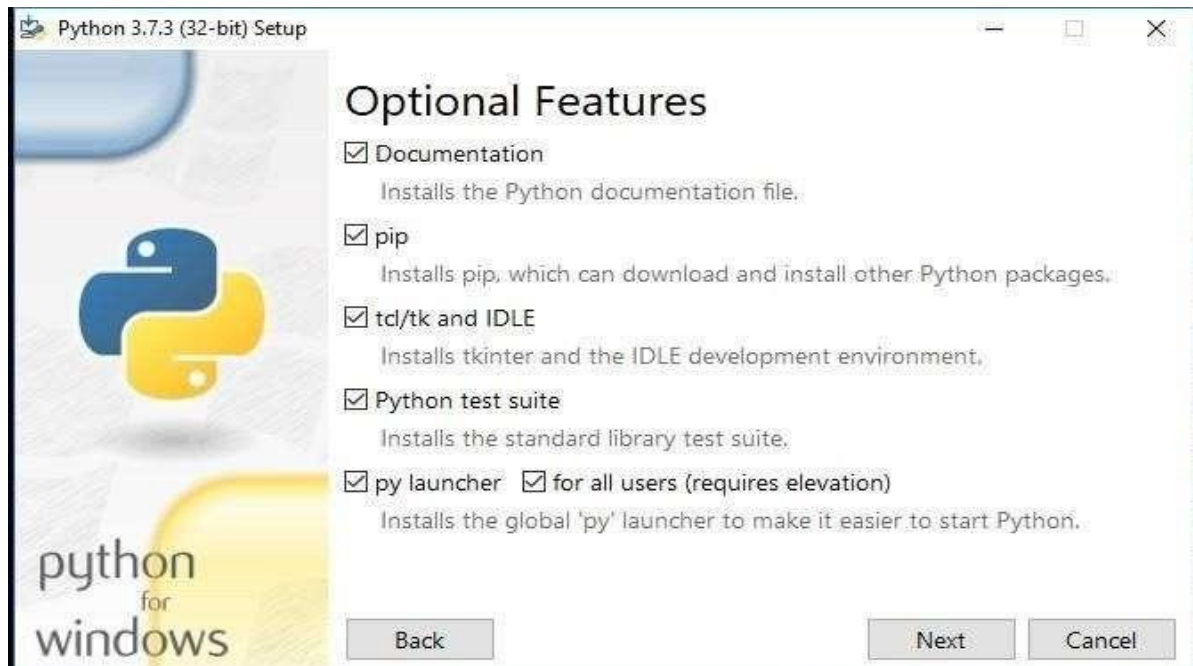 Python 3.7.3 (32-bit) Setup
Optional Features
Documentation
Installs the Python documentation file.
pip
Installs pip, which can download and install other Python packages.
tcl/tk and IDLE
Installs tkinter and the IDLE development environment.
Python test suite
Installs the standard library test suite.
py launcher for all users (requires elevation)
Installs the global 'py' launcher to make it easier to start Python.
python
for
windows
Back Next Cancel